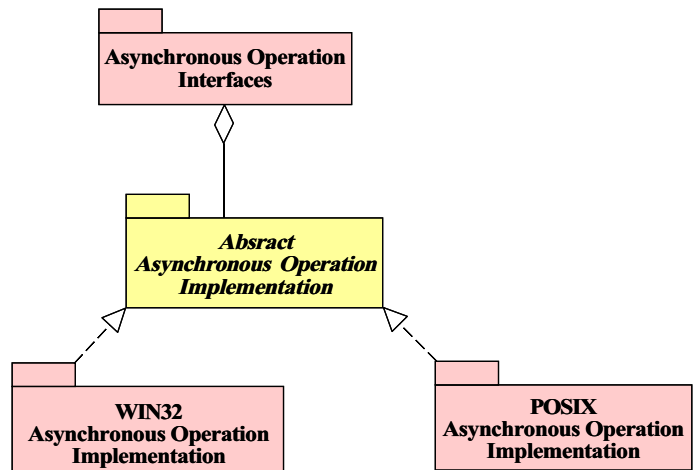 Asynchronous Operation
Interfaces
Absract
Asynchronous Operation
Implementation
WIN32
Asynchronous Operation
Implementation
POSIX
Asynchronous Operation
Implementation